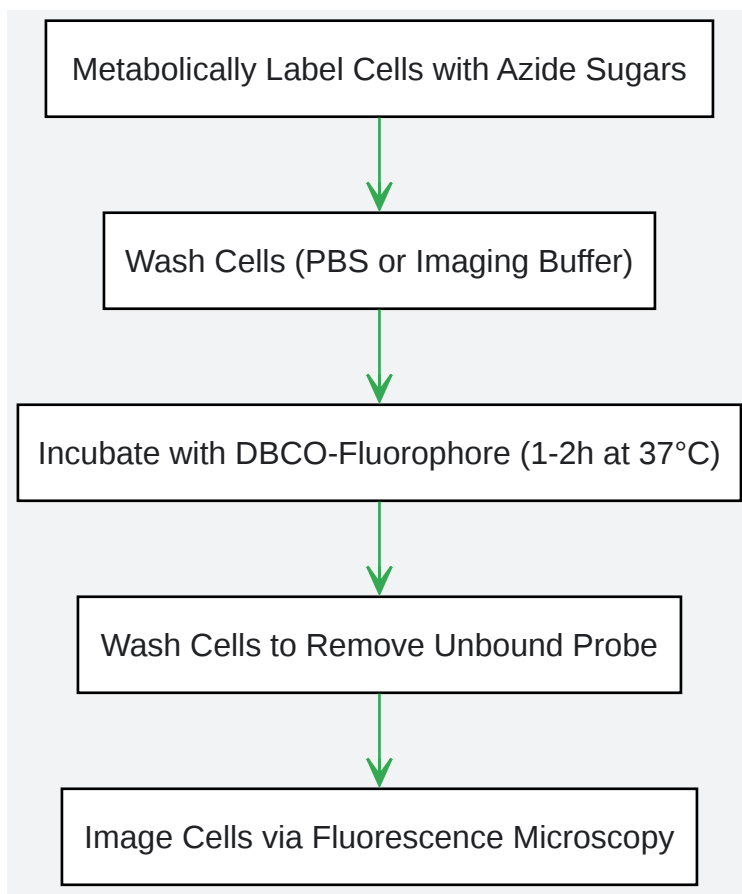 Metabolically Label Cells with Azide Sugars
Wash Cells (PBS or Imaging Buffer)
Incubate with DBCO-Fluorophore (1-2h at 37°C)
Wash Cells to Remove Unbound Probe
Image Cells via Fluorescence Microscopy